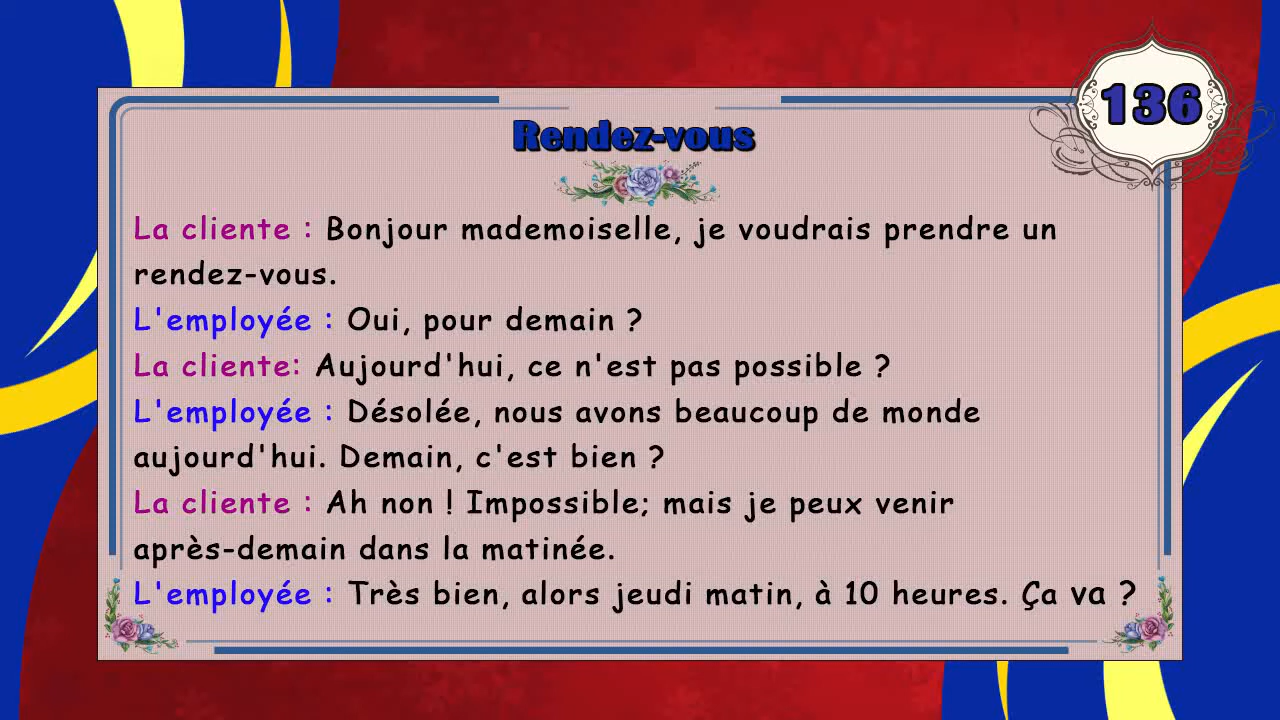 136
Rendez-vous
La cliente : Bonjour mademoiselle, je voudrais prendre un
rendez-vous.
L'employée : Oui, pour demain ?
La cliente: Aujourd'hui, ce n'est pas possible ?
L'employée : Désolée, nous avons beaucoup de monde
aujourd'hui. Demain, c'est bien ?
La cliente : Ah non ! Impossible; mais je peux venir
après-demain dans la matinée.
L'employée : Très bien, alors jeudi matin, à 10 heures. Ça va ?